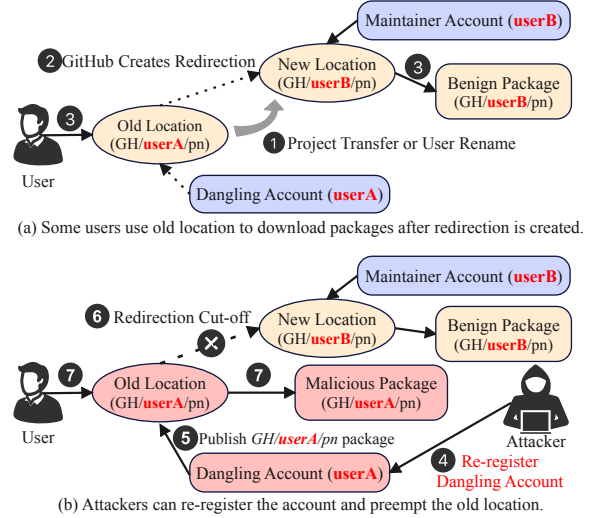 Maintainer Account (userB)
2 GitHub Creates Redirection
New Location
(GH/userB/pn)
3
Benign Package
(GH/userB/pn)
3
Old Location
(GH/userA/pn)
1 Project Transfer or User Rename
User
Dangling Account (userA)
(a) Some users use old location to download packages after redirection is created.
Maintainer Account (userB)
6 Redirection Cut-off
New Location
(GH/userB/pn)
Benign Package
(GH/userB/pn)
7
Old Location
(GH/userA/pn)
7
Malicious Package
(GH/userA/pn)
User
5 Publish GH/userA/pn package
Attacker
4 Re-register
Dangling Account
Dangling Account (userA)
(b) Attackers can re-register the account and preempt the old location.